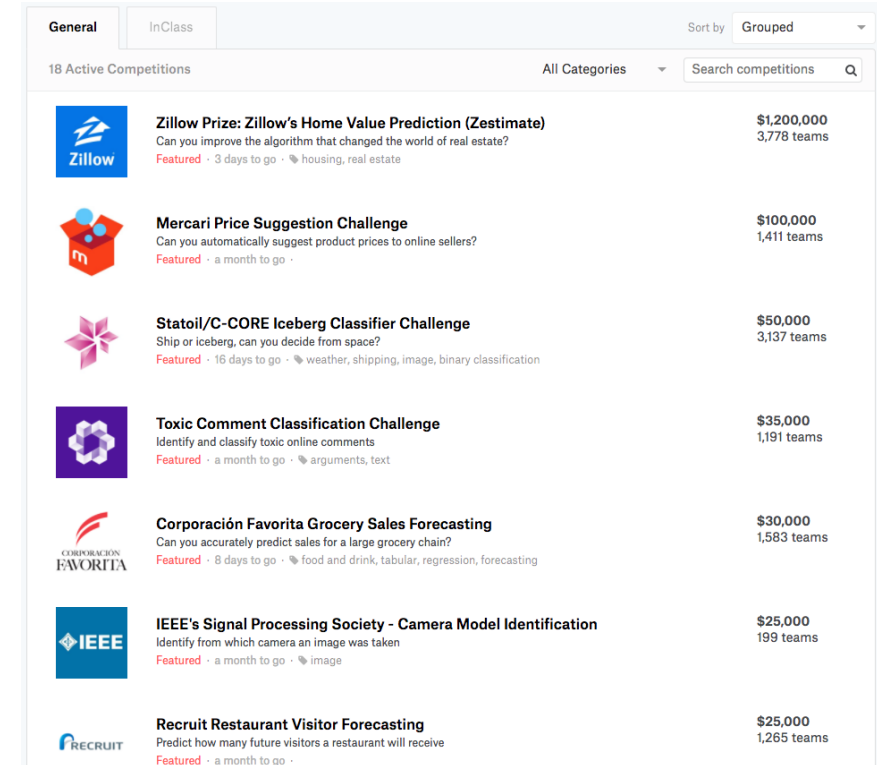 General
InClass
Sort by Grouped
18 Active Competitions
All Categories
Search competitions
Zillow
Zillow Prize: Zillow’s Home Value Prediction (Zestimate)
$1,200,000
Can you improve the algorithm that changed the world of real estate?
3,778 teams
Featured · 3 days to go · housing, real estate
m
Mercari Price Suggestion Challenge
$100,000
Can you automatically suggest product prices to online sellers?
1,411 teams
Featured · a month to go ·
Statoil/C-CORE Iceberg Classifier Challenge
$50,000
Ship or iceberg, can you decide from space?
3,137 teams
Featured · 16 days to go · weather, shipping, image, binary classification
Toxic Comment Classification Challenge
$35,000
Identify and classify toxic online comments
1,191 teams
Featured · a month to go · arguments, text
CORPORACIÓN
FAVORITA
Corporación Favorita Grocery Sales Forecasting
$30,000
Can you accurately predict sales for a large grocery chain?
1,583 teams
Featured · 8 days to go · food and drink, tabular, regression, forecasting
IEEE
IEEE's Signal Processing Society - Camera Model Identification
$25,000
Identify from which camera an image was taken
199 teams
Featured · a month to go · image
RECRUIT
Recruit Restaurant Visitor Forecasting
$25,000
Predict how many future visitors a restaurant will receive
1,265 teams
Featured · a month to go ·